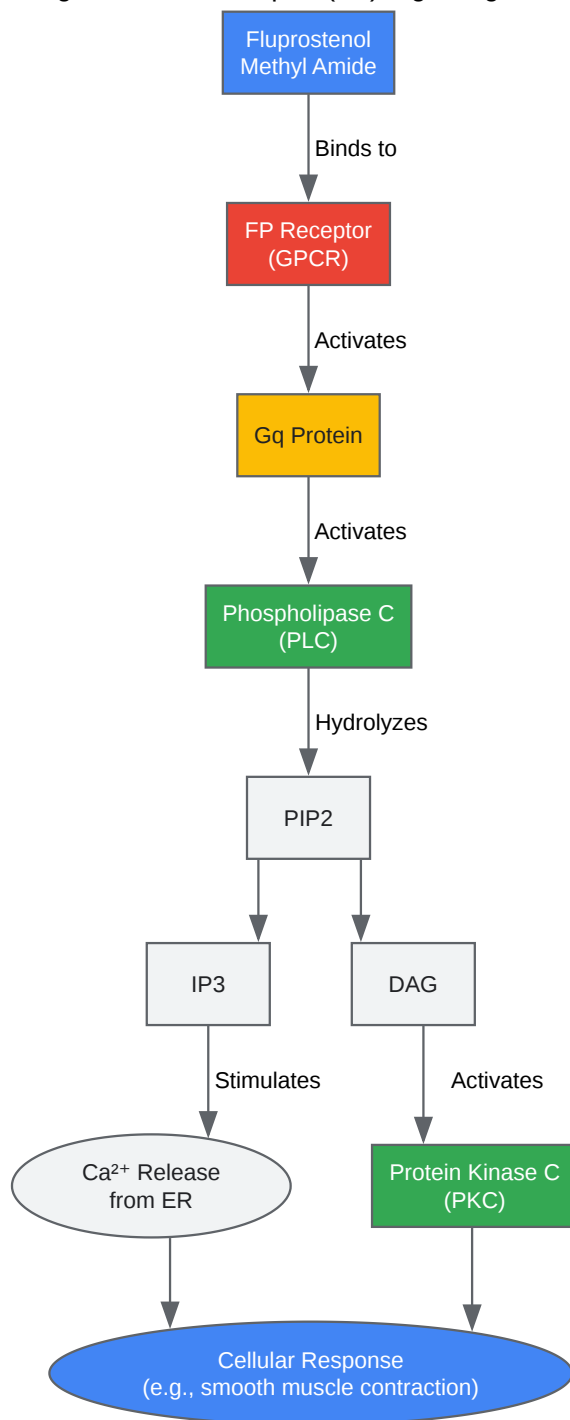 Fluprostenol
Methyl Amide
Binds to
FP Receptor
(GPCR)
Activates
Gq Protein
Activates
Phospholipase C
(PLC)
Hydrolyzes
PIP2
IP3
DAG
Stimulates
Activates
Ca²⁺ Release
from ER
Protein Kinase C
(PKC)
Cellular Response
(e.g., smooth muscle contraction)